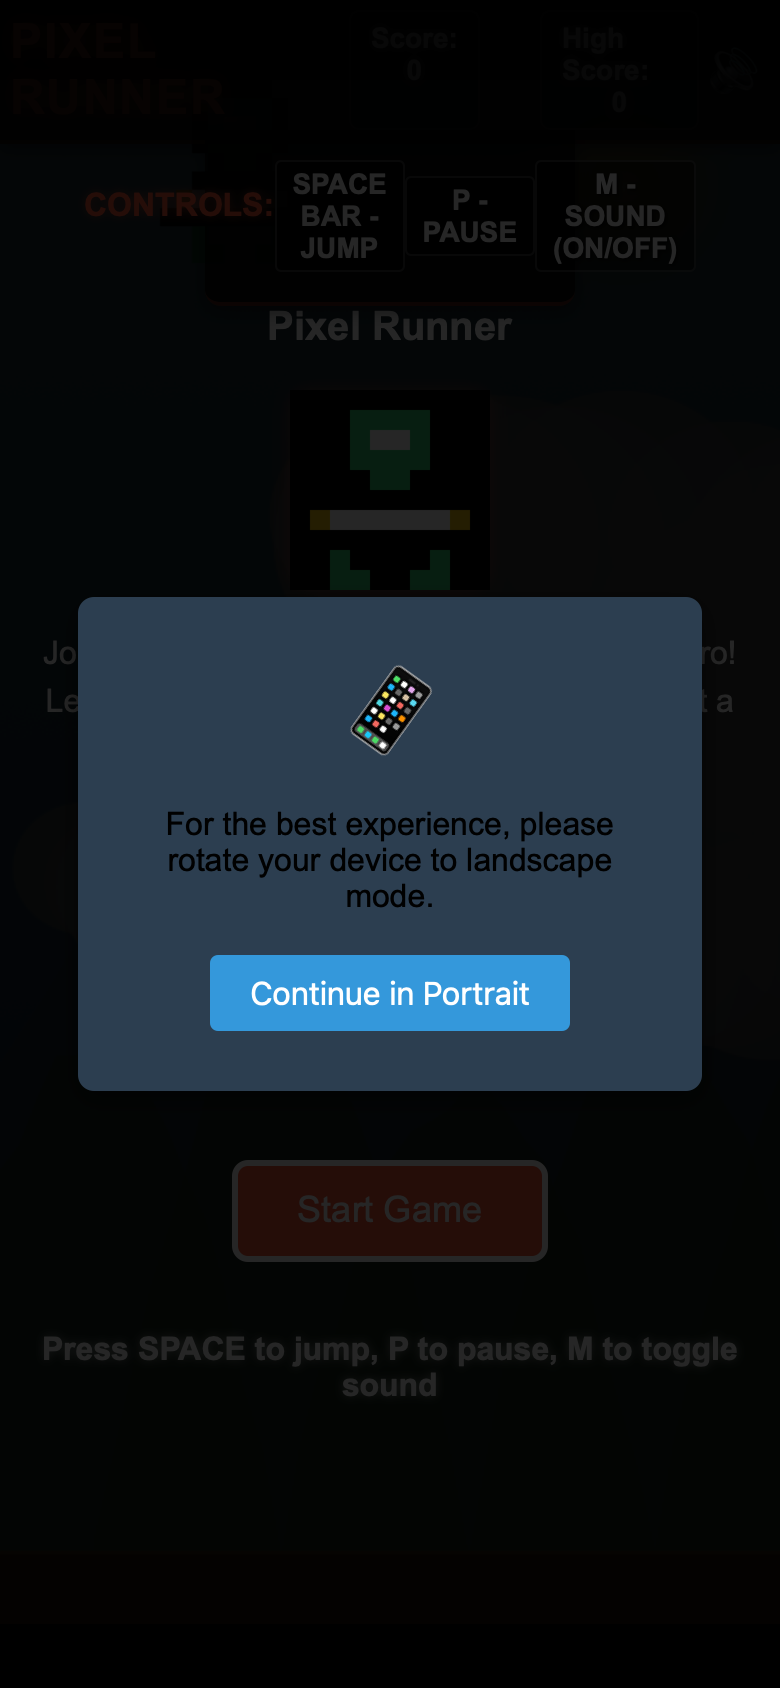 PIXEL
RUNNER
Score:
0
High
Score:
0
CONTROLS:
SPACE
BAR -
JUMP
P -
PAUSE
M -
SOUND
(ON/OFF)
Pixel Runner
Jo
ro!
Le
t a
For the best experience, please
rotate your device to landscape
mode.
Continue in Portrait
Start Game
Press SPACE to jump, P to pause, M to toggle
sound